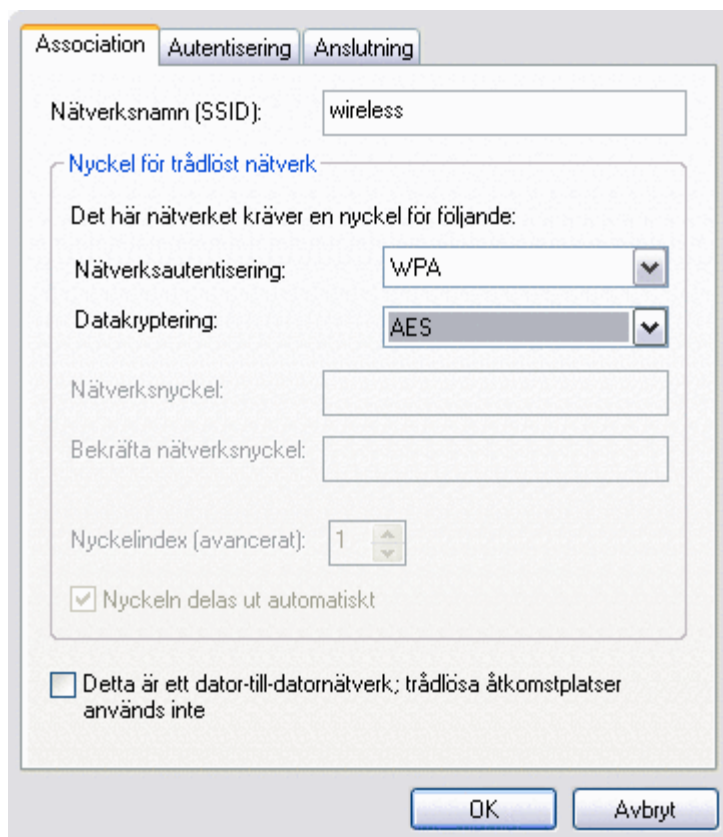 Association Autentisering Anslutning
Nätverksnamn (SSID): wireless
Nyckel för trådlöst nätverk
Det här nätverket kräver en nyckel för följande:
Nätverksautentisering: WPA
Datakryptering: AES
Nätverksnyckel:
Bekräfta nätverksnyckel:
Nyckelindex (avancerat): 1
Nyckeln delas ut automatiskt
Detta är ett dator-till-datornätverk; trådlösa åtkomstplatser
används inte
OK Avbryt